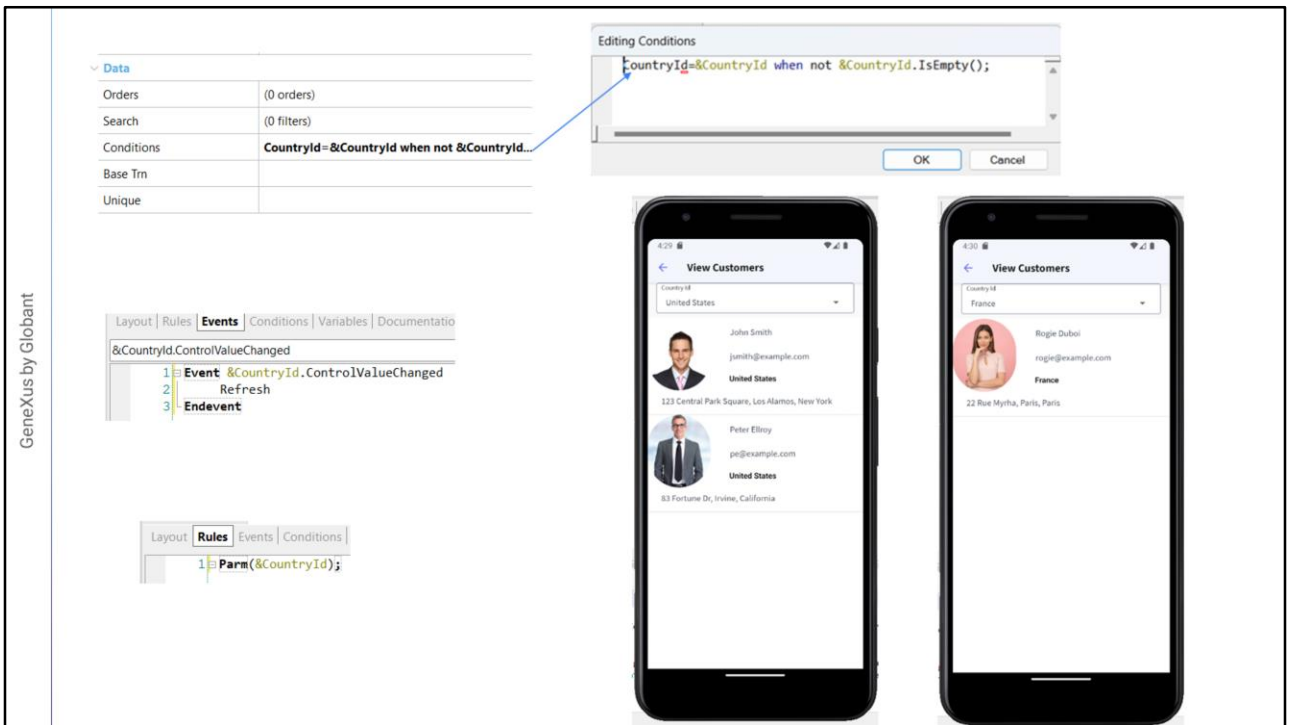 GeneXus by Globant
Data
Orders (0 orders)
Search (0 filters)
Conditions CountryId=&CountryId when not &CountryId...
Base Trn
Unique
Editing Conditions
CountryId=&CountryId when not &CountryId.IsEmpty();
OK Cancel
Layout | Rules | Events | Conditions | Variables | Documentatio
&CountryId.ControlValueChanged
1 Event &CountryId.ControlValueChanged
2 Refresh
3 Endevent
Layout | Rules | Events | Conditions |
1 Parm(&CountryId);
4:29
View Customers
Country Id
United States
John Smith
jsmith@example.com
United States
123 Central Park Square, Los Alamos, New York
Peter Ellroy
pe@example.com
United States
83 Fortune Dr, Irvine, California
4:30
View Customers
Country Id
France
Rogie Duboi
rogie@example.com
France
22 Rue Myrha, Paris, Paris